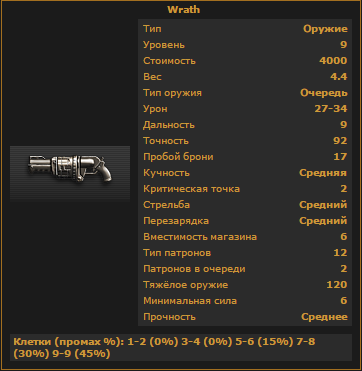 Wrath
Тип Оружие
Уровень 9
Стоимость 4000
Вес 4.4
Тип оружия Очередь
Урон 27-34
Дальность 9
Точность 92
Пробой брони 17
Кучность Средняя
Критическая точка 2
Стрельба Средний
Перезарядка Средний
Вместимость магазина 6
Тип патронов 12
Патронов в очереди 2
Тяжёлое оружие 120
Минимальная сила 6
Прочность Среднее
Клетки (промах %): 1-2 (0%) 3-4 (0%) 5-6 (15%) 7-8
(30%) 9-9 (45%)